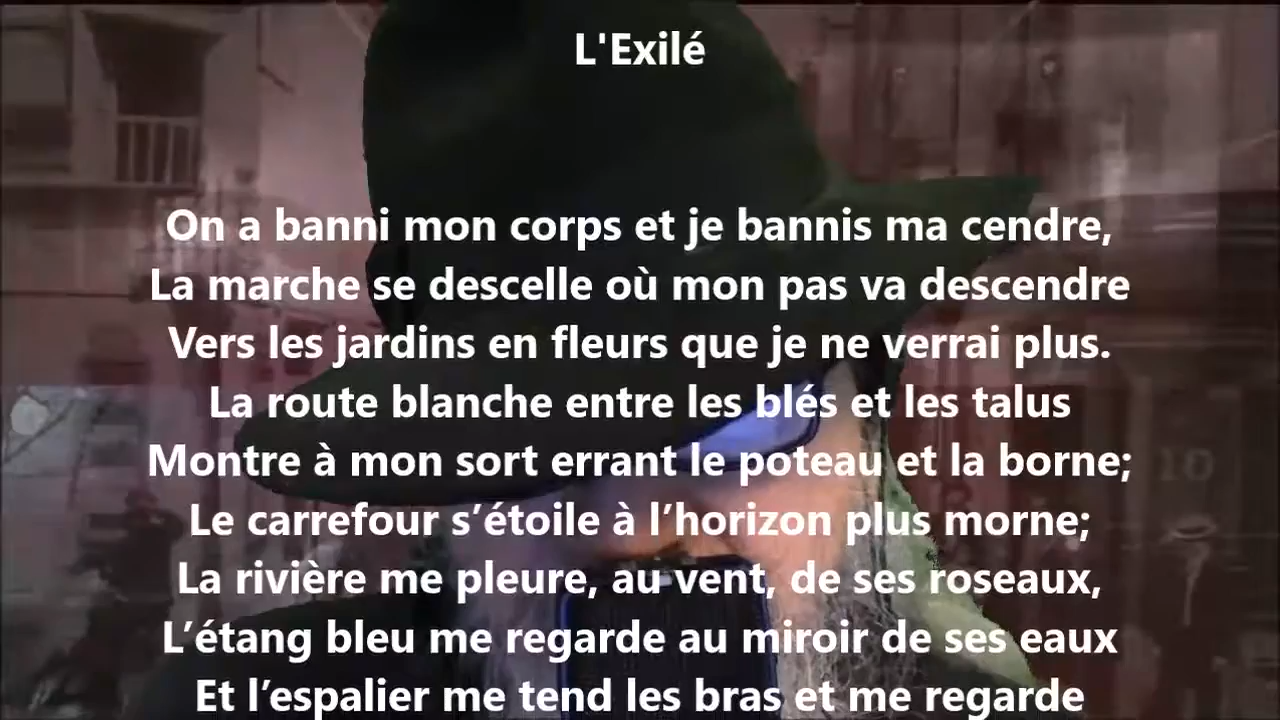 L'Exilé
On a banni mon corps et je bannis ma cendre,
La marche se descelle où mon pas va descendre
Vers les jardins en fleurs que je ne verrai plus.
La route blanche entre les blés et les talus
Montre à mon sort errant le poteau et la borne;
Le carrefour s’étoile à l’horizon plus morne;
La rivière me pleure, au vent, de ses roseaux,
L’étang bleu me regarde au miroir de ses eaux
Et l’espalier me tend les bras et me regarde
10